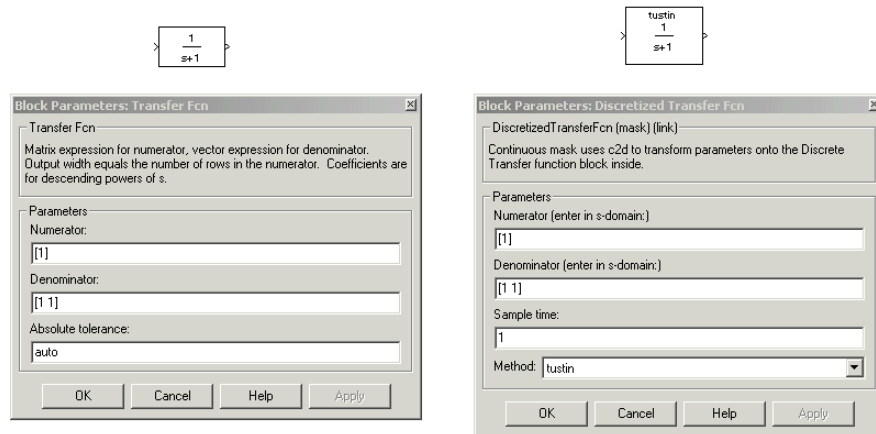 1
s+1
tustin
1
s+1
Block Parameters: Transfer Fcn
Transfer Fcn
Matrix expression for numerator, vector expression for denominator.
Output width equals the number of rows in the numerator. Coefficients are
for descending powers of s.
Parameters
Numerator:
[1]
Denominator:
[1 1]
Absolute tolerance:
auto
OK Cancel Help Apply
Block Parameters: Discretized Transfer Fcn
DiscretizedTransferFcn (mask) (link)
Continuous mask uses c2d to transform parameters onto the Discrete
Transfer function block inside.
Parameters
Numerator (enter in s-domain:)
[1]
Denominator (enter in s-domain:)
[1 1]
Sample time:
1
Method: tustin
OK Cancel Help Apply